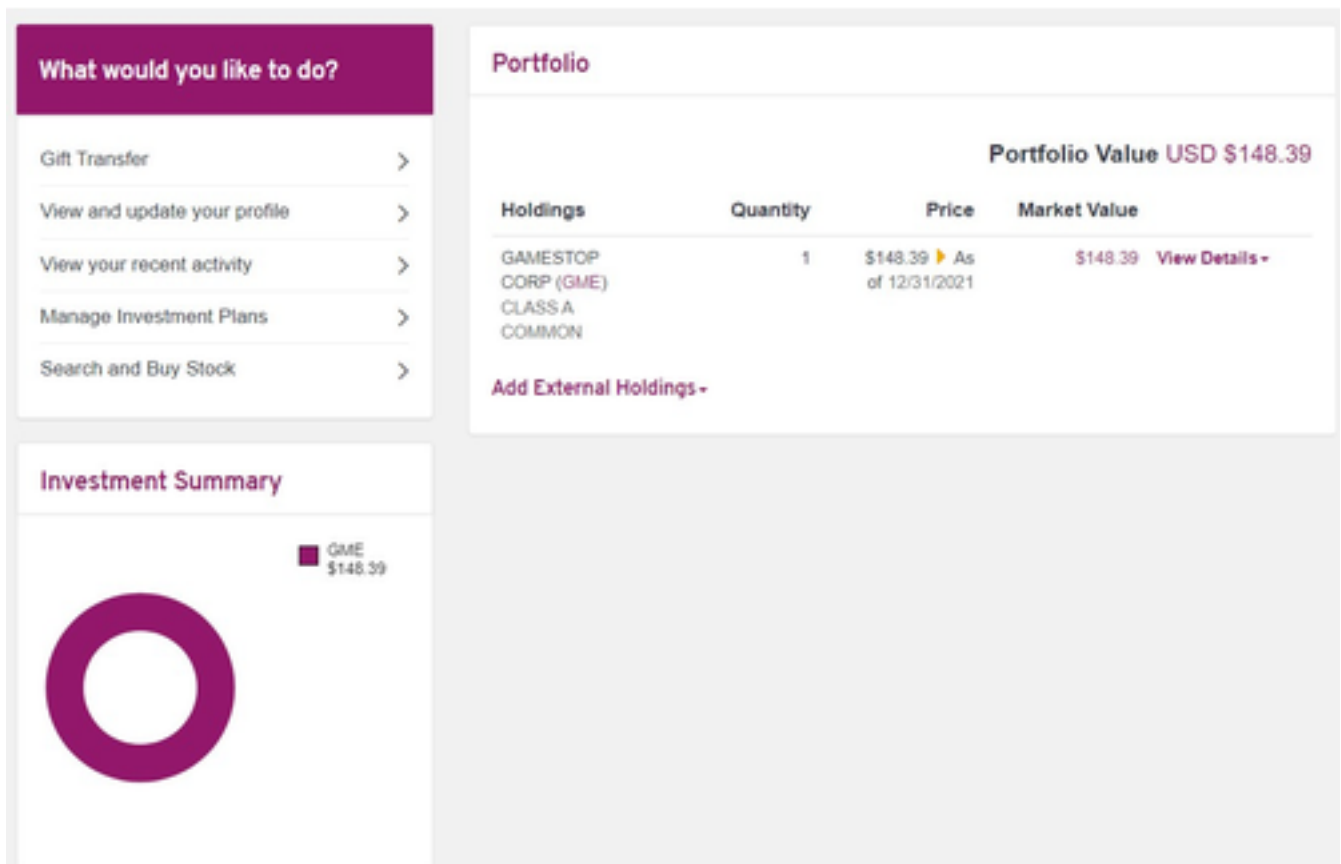 What would you like to do?
Gift Transfer
View and update your profile
View your recent activity
Manage Investment Plans
Search and Buy Stock
Portfolio
Portfolio Value USD $148.39
Holdings Quantity Price Market Value
GAMESTOP 1 $148.39 As $148.39 View Details
CORP (GME) of 12/31/2021
CLASS A
COMMON
Add External Holdings
Investment Summary
GME
$148.39